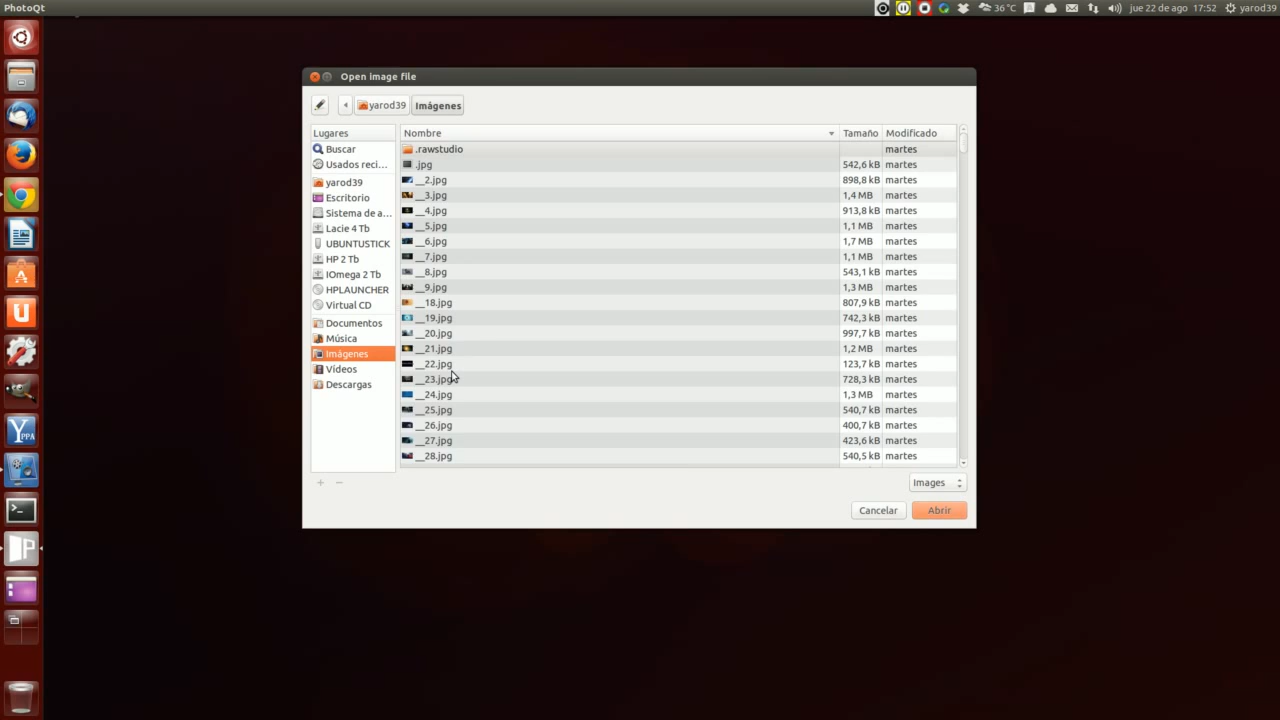 PhotoQt
36°C
jue 22 de ago
17:52
yarod39
Open image file
yarod39
Imágenes
Lugares
Buscar
Usados reci...
yarod39
Escritorio
Sistema de a...
Lacie 4 Tb
UBUNTUSTICK
HP 2 Tb
IOmega 2 Tb
HPLAUNCHER
Virtual CD
Documentos
Música
Imágenes
Vídeos
Descargas
Nombre Tamaño Modificado
.rawstudio martes
.jpg 542,6 kB martes
__2.jpg 898,8 kB martes
__3.jpg 1,4 MB martes
__4.jpg 913,8 kB martes
__5.jpg 1,1 MB martes
__6.jpg 1,7 MB martes
__7.jpg 1,1 MB martes
__8.jpg 543,1 kB martes
__9.jpg 1,3 MB martes
__18.jpg 807,9 kB martes
__19.jpg 742,3 kB martes
__20.jpg 997,7 kB martes
__21.jpg 1,2 MB martes
__22.jpg 123,7 kB martes
__23.jpg 728,3 kB martes
__24.jpg 1,3 MB martes
__25.jpg 540,7 kB martes
__26.jpg 400,7 kB martes
__27.jpg 423,6 kB martes
__28.jpg 540,5 kB martes
Images
Cancelar
Abrir
YPPA
P